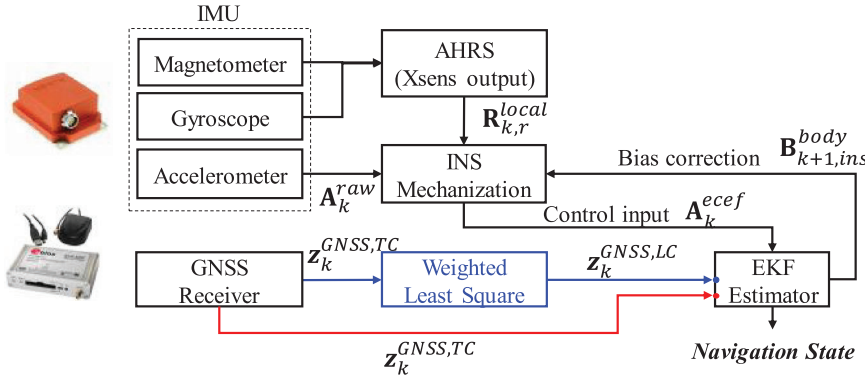 IMU
Magnetometer
Gyroscope
Accelerometer
AHRS
(Xsens output)
𝐑_{k,r}^{local}
𝐀_k^{raw}
INS
Mechanization
Bias correction
𝐁_{k+1,ins}^{body}
Control input
𝐀_k^{ecef}
GNSS
Receiver
𝐳_k^{GNSS,TC}
Weighted
Least Square
𝐳_k^{GNSS,LC}
EKF
Estimator
𝐳_k^{GNSS,TC}
Navigation State